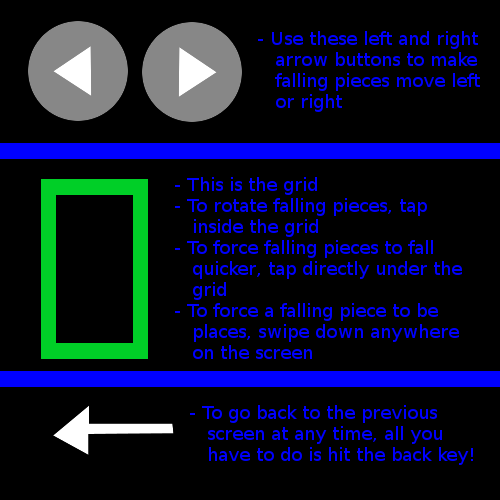 - Use these left and right
arrow buttons to make
falling pieces move left
or right
- This is the grid
- To rotate falling pieces, tap
inside the grid
- To force falling pieces to fall
quicker, tap directly under the
grid
- To force a falling piece to be
places, swipe down anywhere
on the screen
- To go back to the previous
screen at any time, all you
have to do is hit the back key!